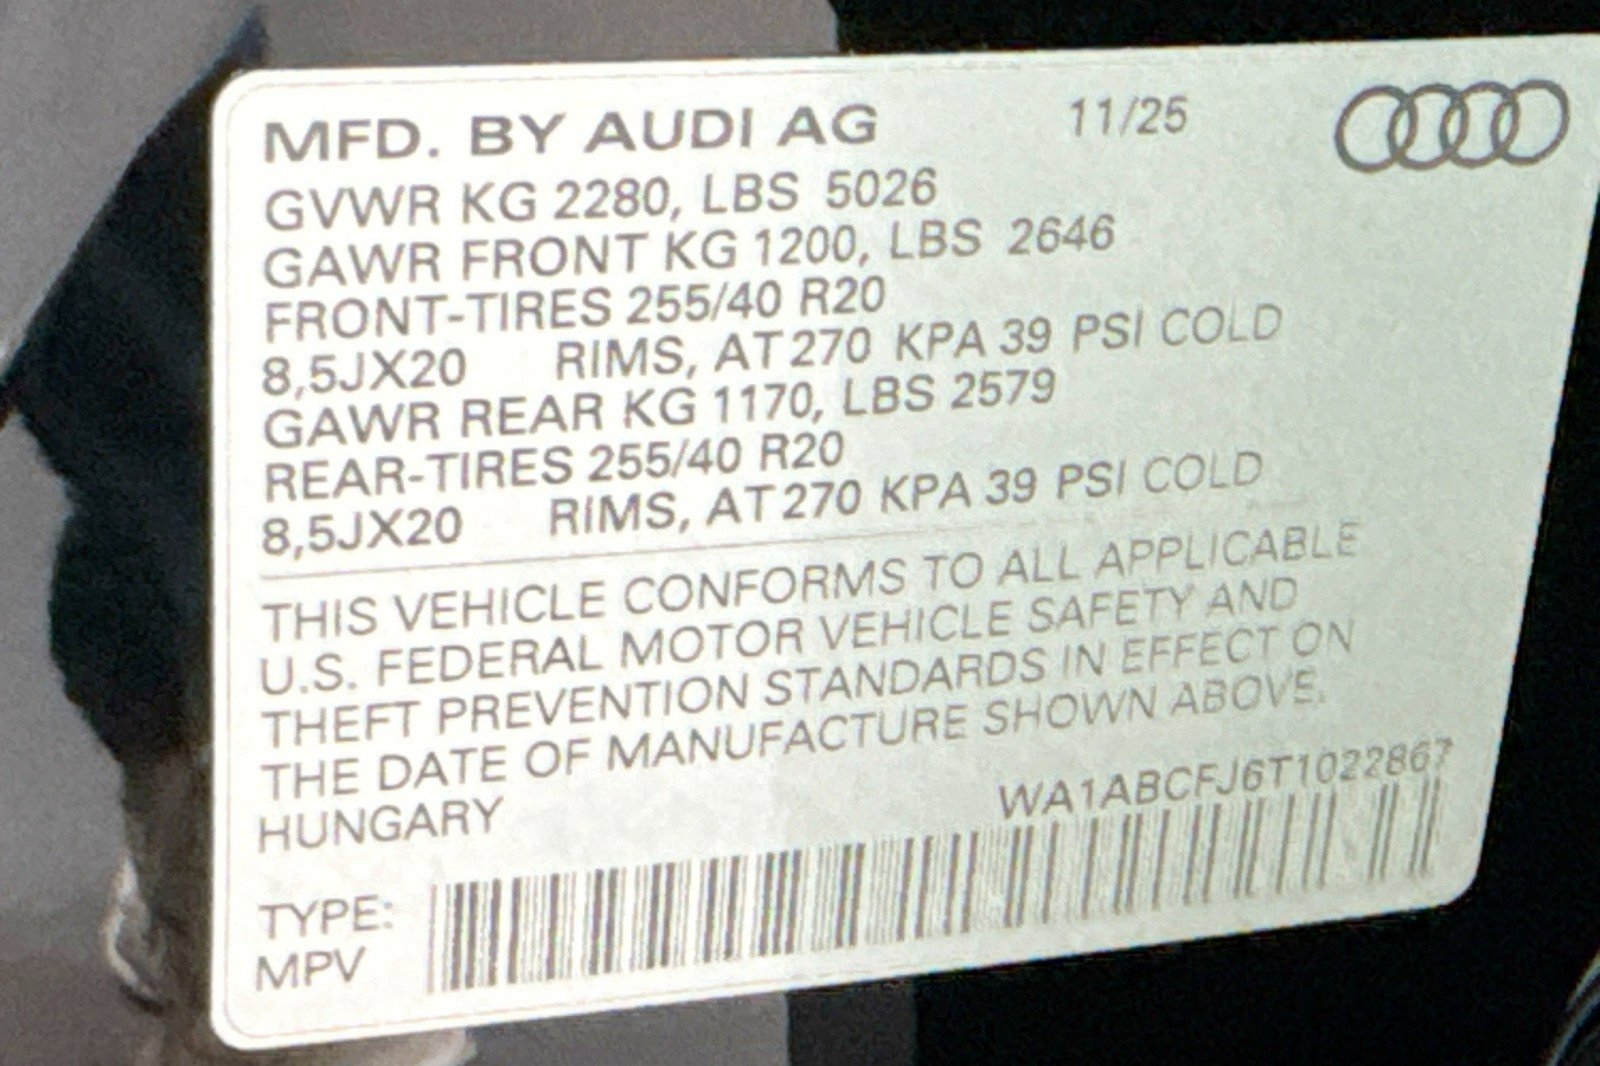 MFD. BY AUDI AG 11/25
GVWR KG 2280, LBS 5026
GAWR FRONT KG 1200, LBS 2646
FRONT-TIRES 255/40 R20
8,5JX20 RIMS, AT 270 KPA 39 PSI COLD
GAWR REAR KG 1170, LBS 2579
REAR-TIRES 255/40 R20
8,5JX20 RIMS, AT 270 KPA 39 PSI COLD
THIS VEHICLE CONFORMS TO ALL APPLICABLE
U.S. FEDERAL MOTOR VEHICLE SAFETY AND
THEFT PREVENTION STANDARDS IN EFFECT ON
THE DATE OF MANUFACTURE SHOWN ABOVE.
HUNGARY WA1ABCFJ6T1022867
TYPE:
MPV